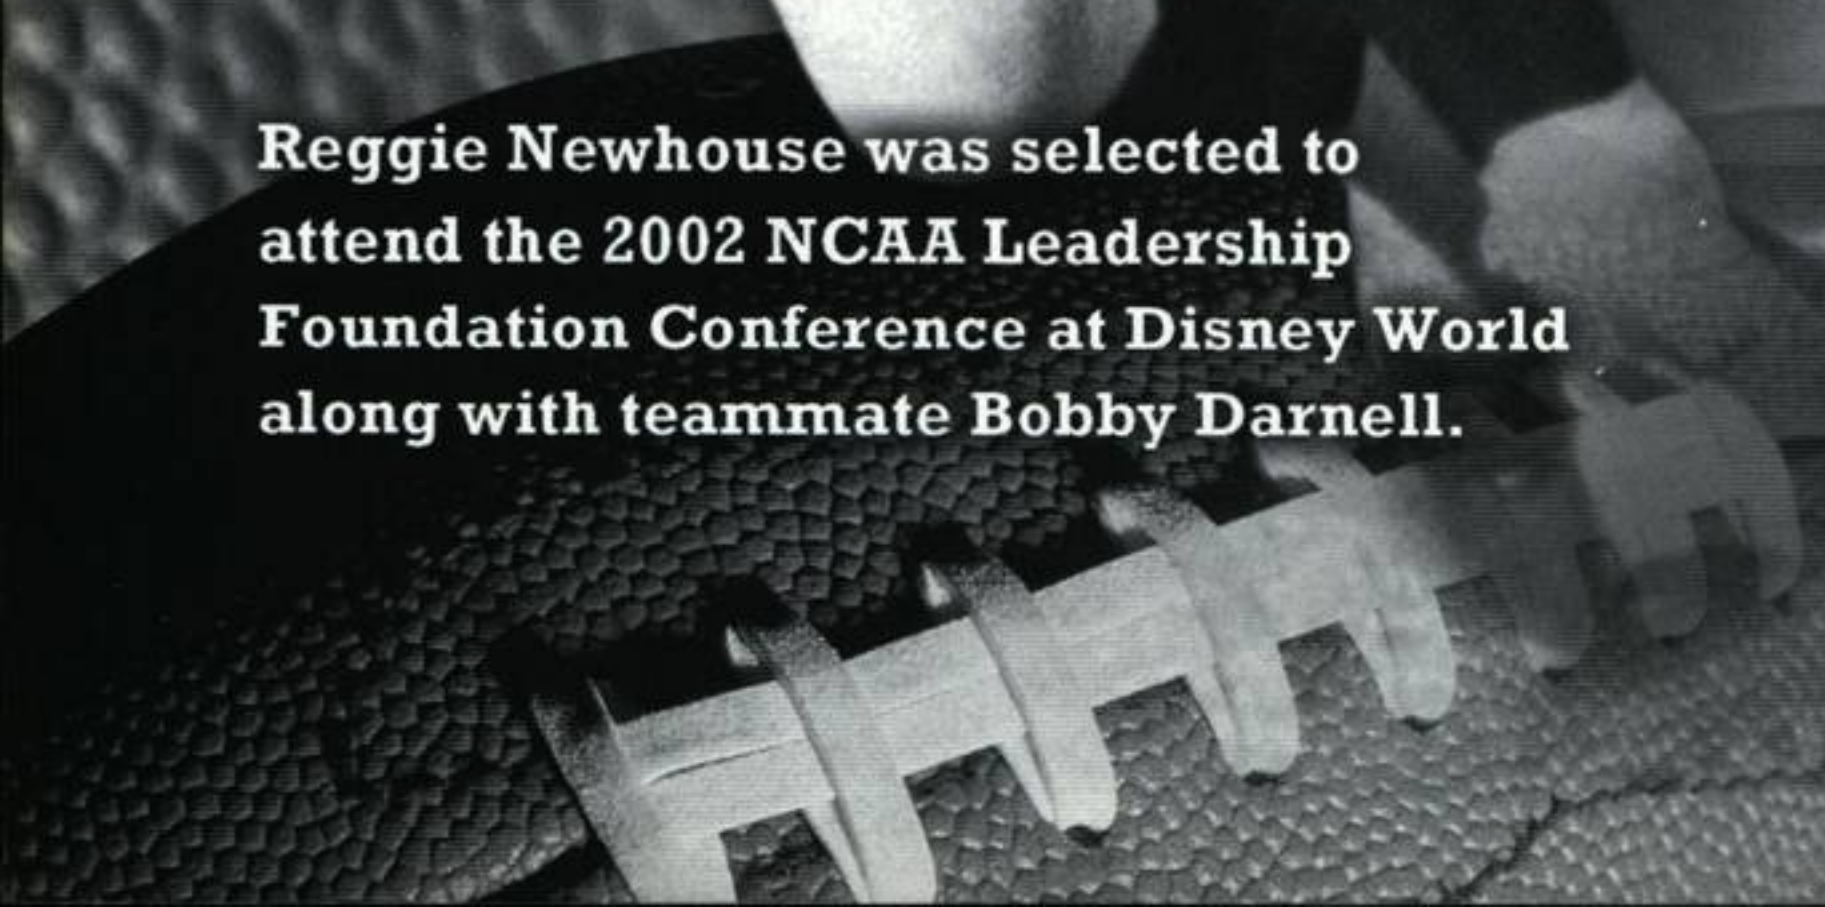 Reggie Newhouse was selected to
attend the 2002 NCAA Leadership
Foundation Conference at Disney World
along with teammate Bobby Darnell.